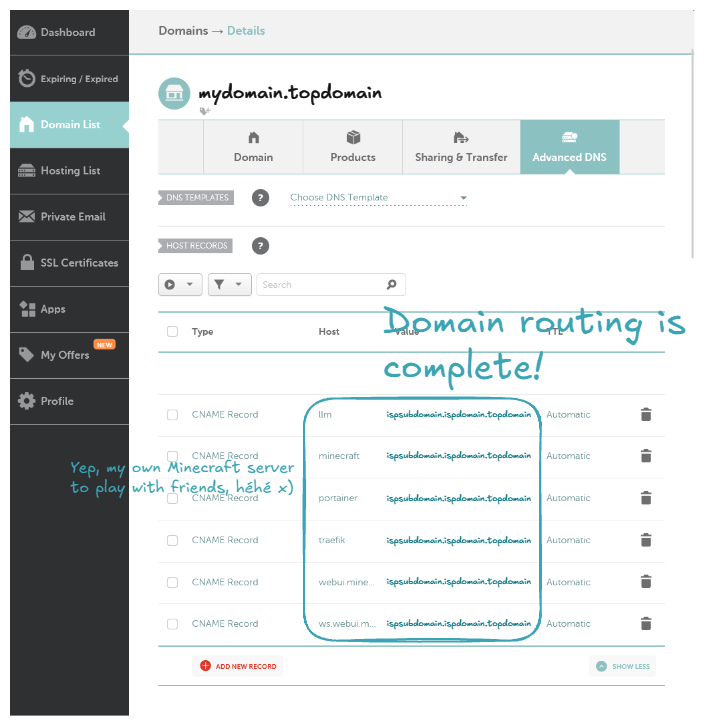 Dashboard
Expiring / Expired
Domain List
Hosting List
Private Email
SSL Certificates
Apps
My Offers
NEW
Profile
Domains → Details
mydomain.topdomain
Domain
Products
Sharing & Transfer
Advanced DNS
DNS TEMPLATES
?
Choose DNS Template
HOST RECORDS
?
Search
Domain routing is
complete!
Type Host Value TTL
CNAME Record llm ispsubdomain.ispdomain.topdomain Automatic
CNAME Record minecraft ispsubdomain.ispdomain.topdomain Automatic
Yep, my own Minecraft server
to play with friends, héhé x)
CNAME Record portainer ispsubdomain.ispdomain.topdomain Automatic
CNAME Record traefik ispsubdomain.ispdomain.topdomain Automatic
CNAME Record webui.mine... ispsubdomain.ispdomain.topdomain Automatic
CNAME Record ws.webui.m... ispsubdomain.ispdomain.topdomain Automatic
ADD NEW RECORD
SHOW LESS